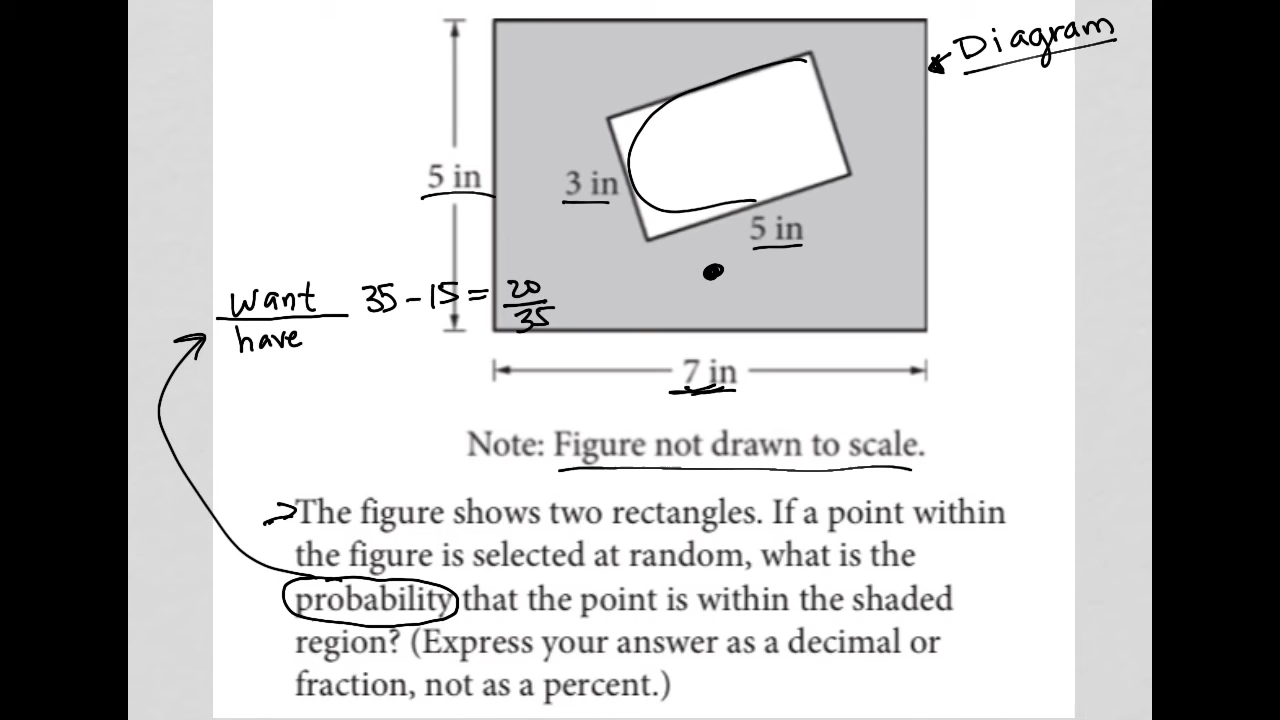 Diagram
5 in
3 in
5 in
want
have
35 - 15 = 20
35
7 in
Note: Figure not drawn to scale.
The figure shows two rectangles. If a point within
the figure is selected at random, what is the
probability that the point is within the shaded
region? (Express your answer as a decimal or
fraction, not as a percent.)